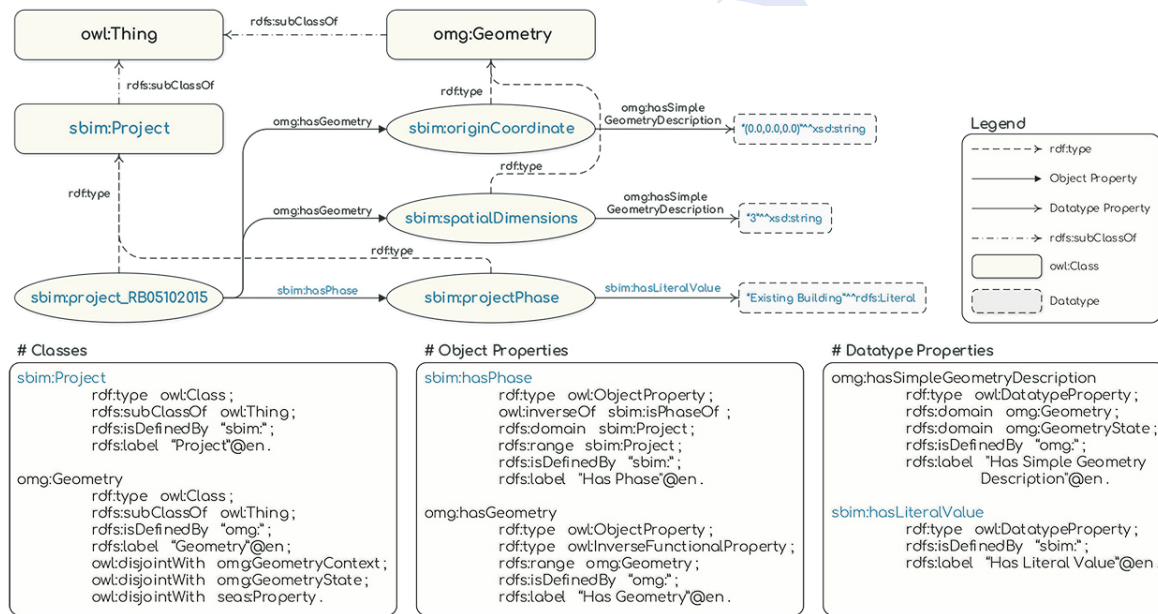 owl:Thing
rdfs:subClassOf
omg:Geometry
rdfs:subClassOf
rdf:type
sbim:Project
omg:hasGeometry
sbim:originCoordinate
omg:hasSimple
GeometryDescription
"(0.0,0.0,0.0)"^^xsd:string
rdf:type
rdf:type
omg:hasGeometry
sbim:spatialDimensions
omg:hasSimple
GeometryDescription
"3"^^xsd:string
rdf:type
sbim:project_RB05102015
sbim:hasPhase
sbim:projectPhase
sbim:hasLiteralValue
"Existing Building"^^rdfs:Literal
Legend
rdf:type
Object Property
Datatype Property
rdfs:subClassOf
owl:Class
Datatype
# Classes
sbim:Project
rdf:type owl:Class;
rdfs:subClassOf owl:Thing;
rdfs:isDefinedBy "sbim:";
rdfs:label "Project"@en.
omg:Geometry
rdf:type owl:Class;
rdfs:subClassOf owl:Thing;
rdfs:isDefinedBy "omg:";
rdfs:label "Geometry"@en;
owl:disjointWith omg:GeometryContext;
owl:disjointWith omg:GeometryState;
owl:disjointWith seas:Property.
# Object Properties
sbim:hasPhase
rdf:type owl:ObjectProperty;
owl:inverseOf sbim:isPhaseOf;
rdfs:domain sbim:Project;
rdfs:range sbim:Project;
rdfs:isDefinedBy "sbim:";
rdfs:label "Has Phase"@en.
omg:hasGeometry
rdf:type owl:ObjectProperty;
rdf:type owl:InverseFunctionalProperty;
rdfs:range omg:Geometry;
rdfs:isDefinedBy "omg:";
rdfs:label "Has Geometry"@en.
# Datatype Properties
omg:hasSimpleGeometryDescription
rdf:type owl:DatatypeProperty;
rdfs:domain omg:Geometry;
rdfs:domain omg:GeometryState;
rdfs:isDefinedBy "omg:";
rdfs:label "Has Simple Geometry
Description"@en.
sbim:hasLiteralValue
rdf:type owl:DatatypeProperty;
rdfs:isDefinedBy "sbim:";
rdfs:label "Has Literal Value"@en.